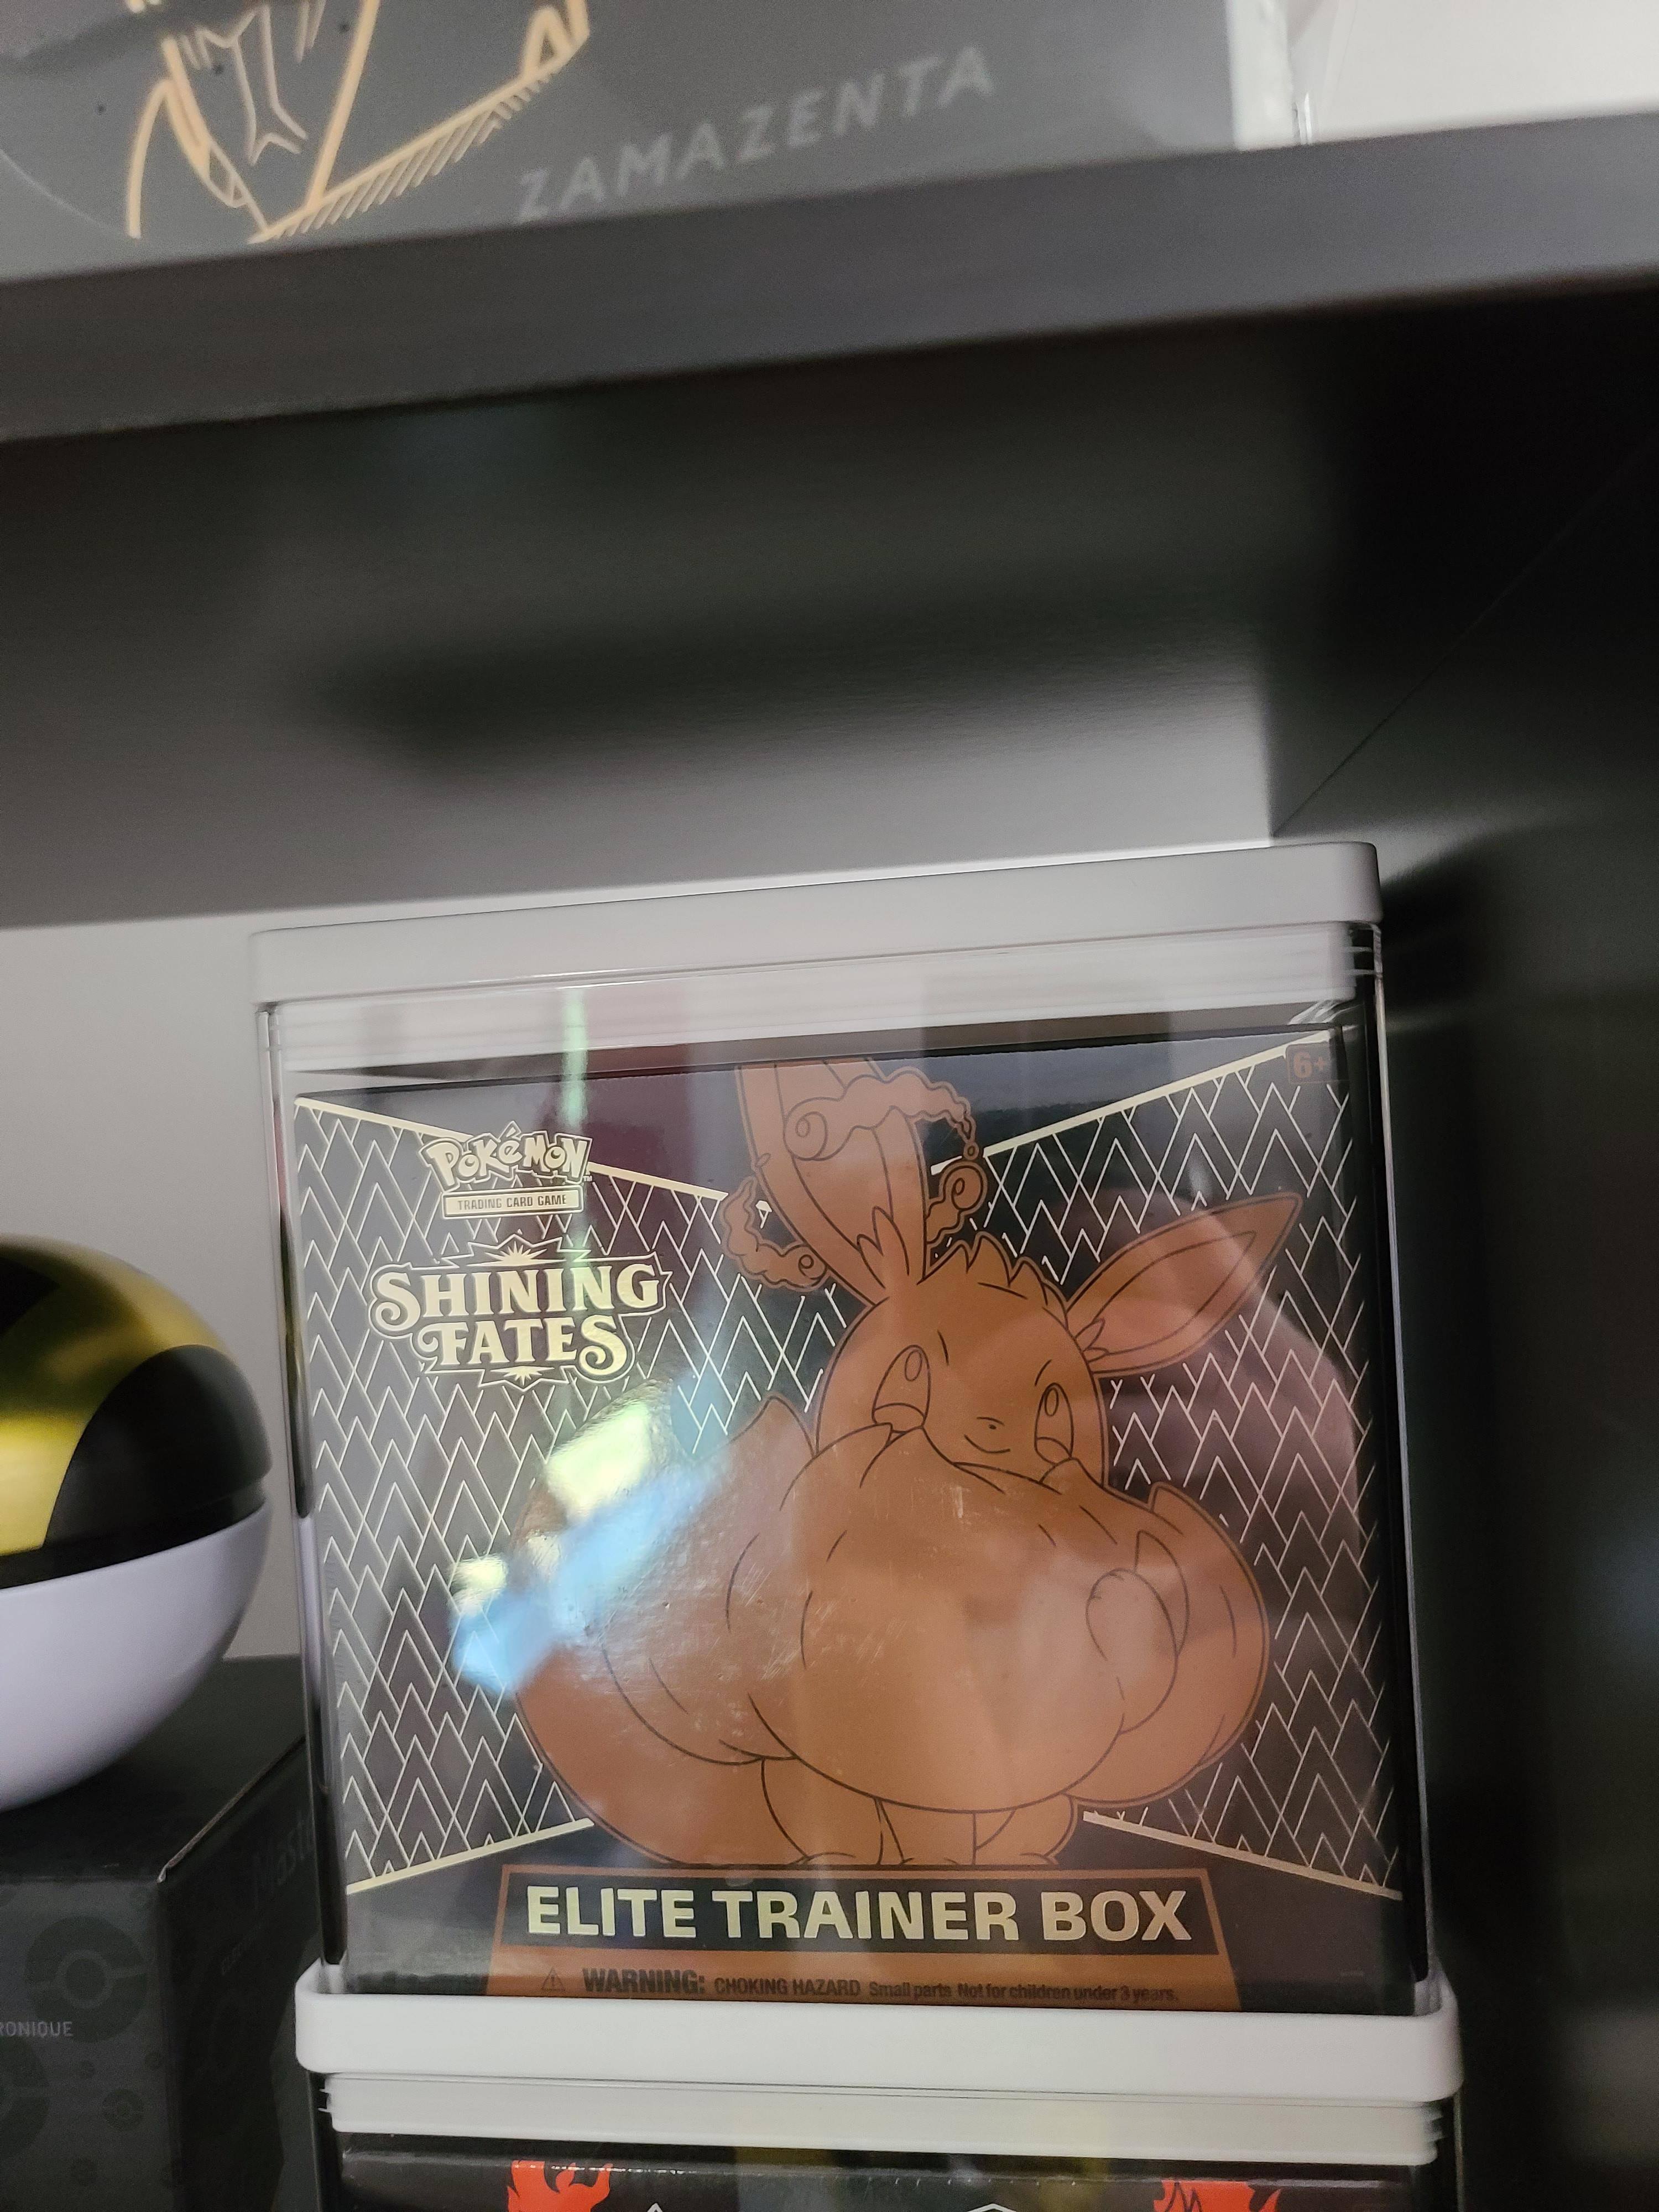 ZAMAZENTA
6+
POKéMON
TRADING CARD GAME
SHINING
FATES
ELITE TRAINER BOX
⚠ WARNING: CHOKING HAZARD Small parts Not for children under 3 years.
RONIQUE